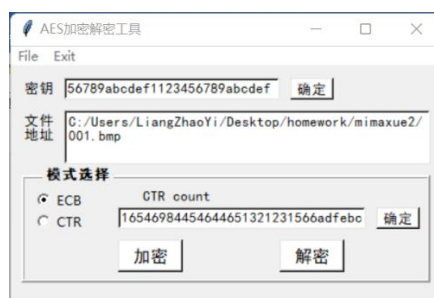 AES加密解密工具
File Exit
密钥 56789abcdef1123456789abcdef 确定
文件地址 C:/Users/LiangZhaoYi/Desktop/homework/mimaxue2/
001.bmp
模式选择
ECB CTR count
CTR 16546984454644651321231566adfebc 确定
加密 解密